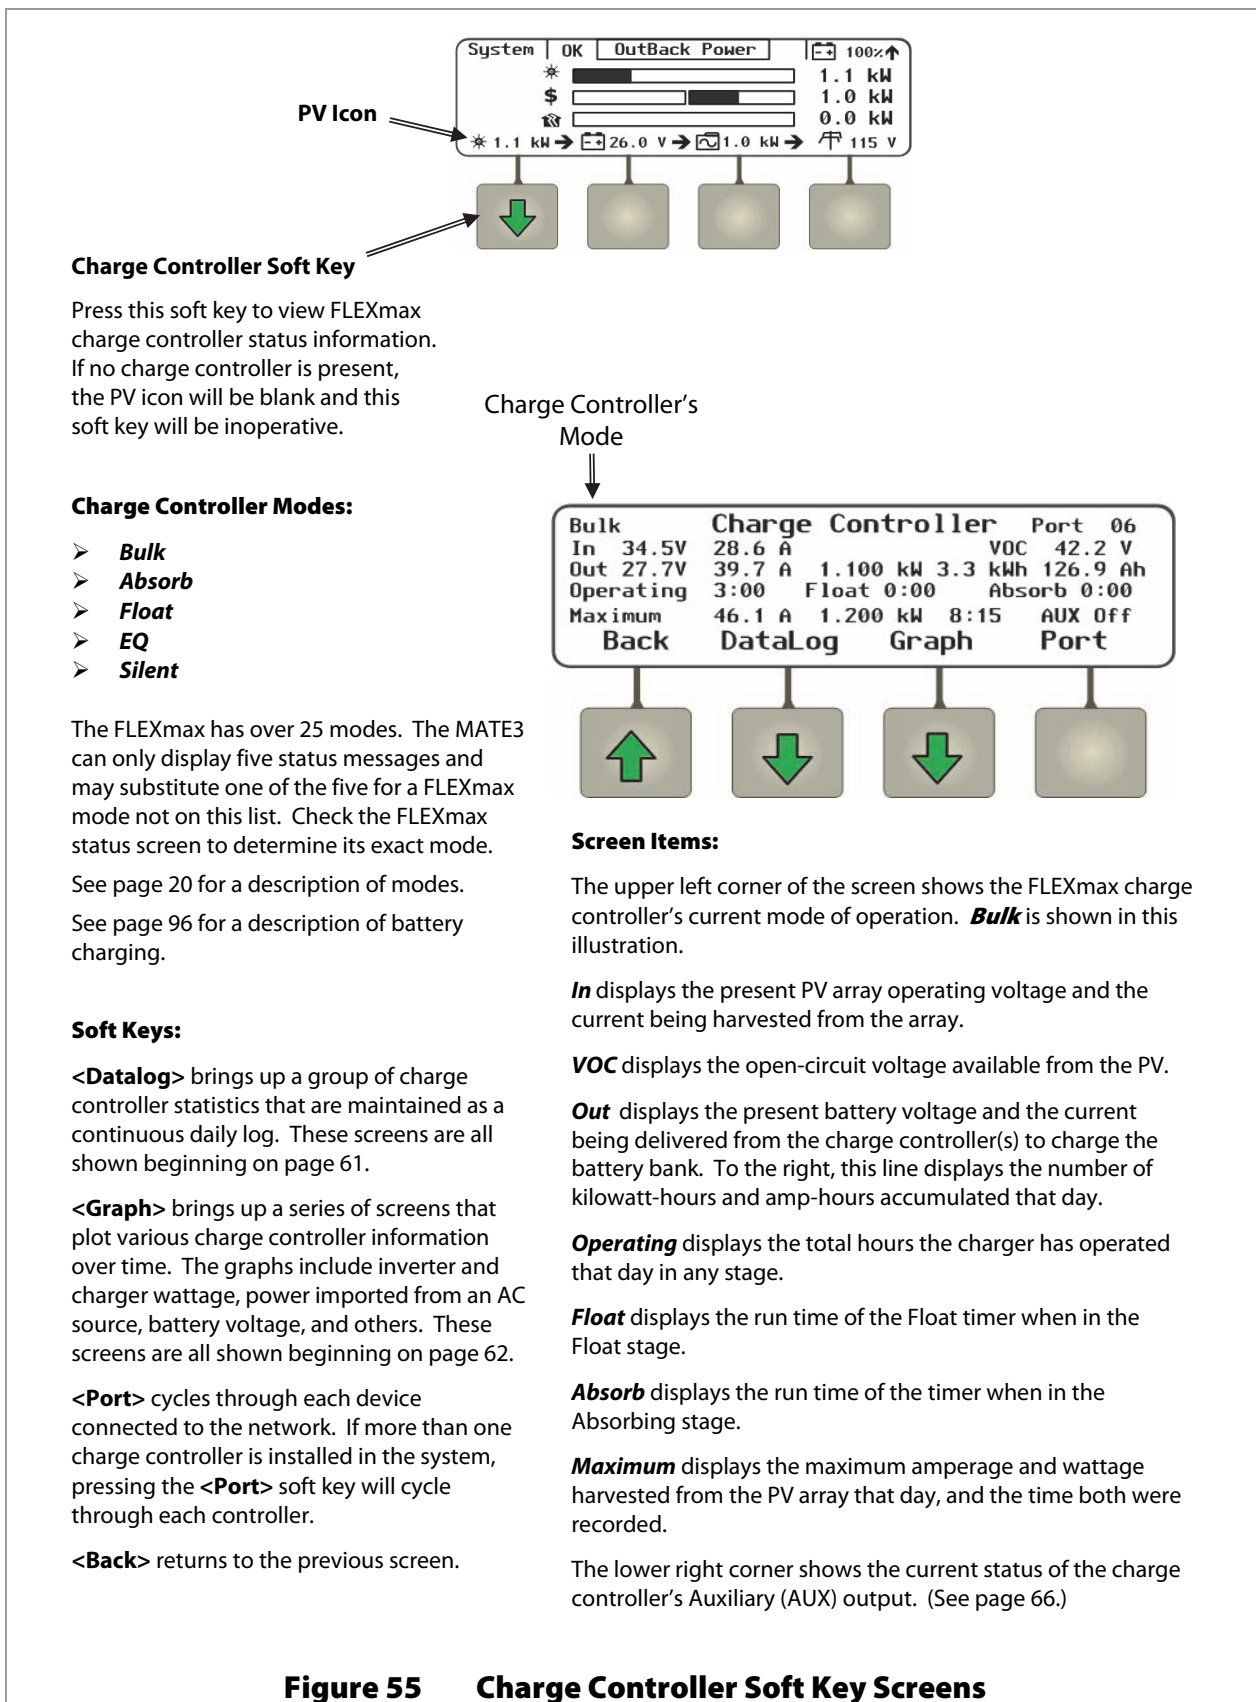 System OK OutBack Power 100%
1.1 kW
$ 1.0 kW
0.0 kW
1.1 kW 26.0 V 1.0 kW 115 V
PV Icon
Charge Controller Soft Key
Press this soft key to view FLEXmax
charge controller status information.
If no charge controller is present,
the PV icon will be blank and this
soft key will be inoperative.
Charge Controller's
Mode
Charge Controller Modes:
➢ Bulk
➢ Absorb
➢ Float
➢ EQ
➢ Silent
The FLEXmax has over 25 modes. The MATE3
can only display five status messages and
may substitute one of the five for a FLEXmax
mode not on this list. Check the FLEXmax
status screen to determine its exact mode.
See page 20 for a description of modes.
See page 96 for a description of battery
charging.
Soft Keys:
<Datalog> brings up a group of charge
controller statistics that are maintained as a
continuous daily log. These screens are all
shown beginning on page 61.
<Graph> brings up a series of screens that
plot various charge controller information
over time. The graphs include inverter and
charger wattage, power imported from an AC
source, battery voltage, and others. These
screens are all shown beginning on page 62.
<Port> cycles through each device
connected to the network. If more than one
charge controller is installed in the system,
pressing the <Port> soft key will cycle
through each controller.
<Back> returns to the previous screen.
Bulk Charge Controller Port 06
In 34.5V 28.6 A VOC 42.2 V
Out 27.7V 39.7 A 1.100 kW 3.3 kWh 126.9 Ah
Operating 3:00 Float 0:00 Absorb 0:00
Maximum 46.1 A 1.200 kW 8:15 AUX Off
Back DataLog Graph Port
Screen Items:
The upper left corner of the screen shows the FLEXmax charge
controller's current mode of operation. Bulk is shown in this
illustration.
In displays the present PV array operating voltage and the
current being harvested from the array.
VOC displays the open-circuit voltage available from the PV.
Out displays the present battery voltage and the current
being delivered from the charge controller(s) to charge the
battery bank. To the right, this line displays the number of
kilowatt-hours and amp-hours accumulated that day.
Operating displays the total hours the charger has operated
that day in any stage.
Float displays the run time of the Float timer when in the
Float stage.
Absorb displays the run time of the timer when in the
Absorbing stage.
Maximum displays the maximum amperage and wattage
harvested from the PV array that day, and the time both were
recorded.
The lower right corner shows the current status of the charge
controller's Auxiliary (AUX) output. (See page 66.)
Figure 55 Charge Controller Soft Key Screens